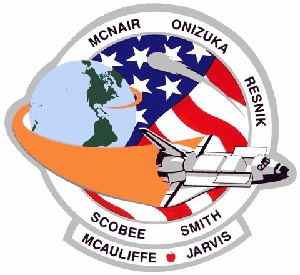 MCNAIR ONIZUKA RESNIK
SCOBEE SMITH
MCAULIFFE JARVIS